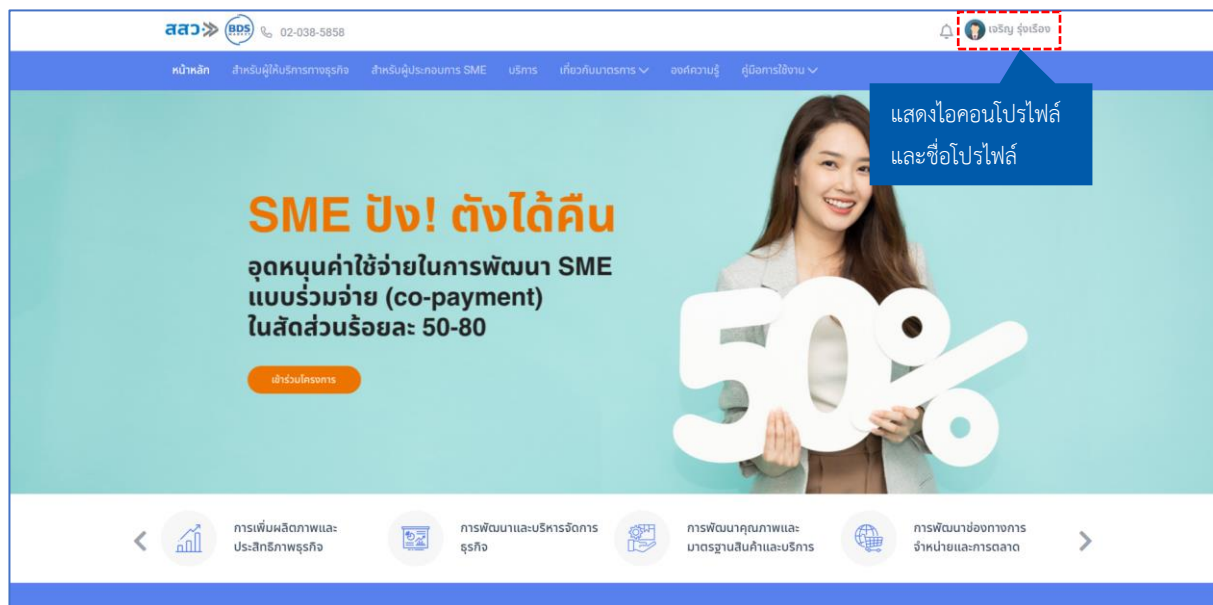 สสว BDS 02-038-5858
เจริญ รุ่งเรือง
หน้าหลัก สำหรับผู้ให้บริการทางธุรกิจ สำหรับผู้ประกอบการ SME บริการ เกี่ยวกับมาตรการ องค์ความรู้ คู่มือการใช้งาน
แสดงไอคอนโปรไฟล์
และชื่อโปรไฟล์
SME ปัง! ตังได้คืน
อุดหนุนค่าใช้จ่ายในการพัฒนา SME
แบบร่วมจ่าย (co-payment)
ในสัดส่วนร้อยละ 50-80
เข้าร่วมโครงการ
50%
การเพิ่มผลิตภาพและ
ประสิทธิภาพธุรกิจ
การพัฒนาและบริหารจัดการ
ธุรกิจ
การพัฒนาคุณภาพและ
มาตรฐานสินค้าและบริการ
การพัฒนาช่องทางการ
จำหน่ายและการตลาด